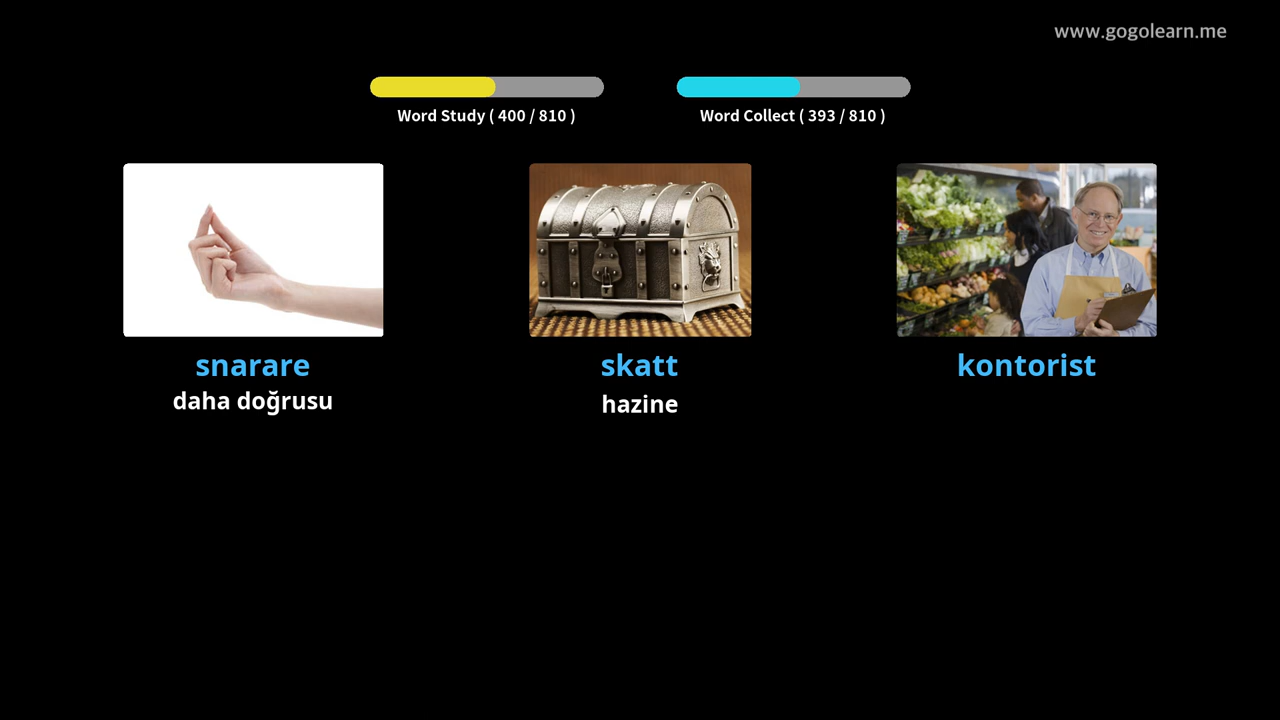 www.gogolearn.me
Word Study ( 400 / 810 )
Word Collect ( 393 / 810 )
snarare
skatt
kontorist
daha doğrusu
hazine